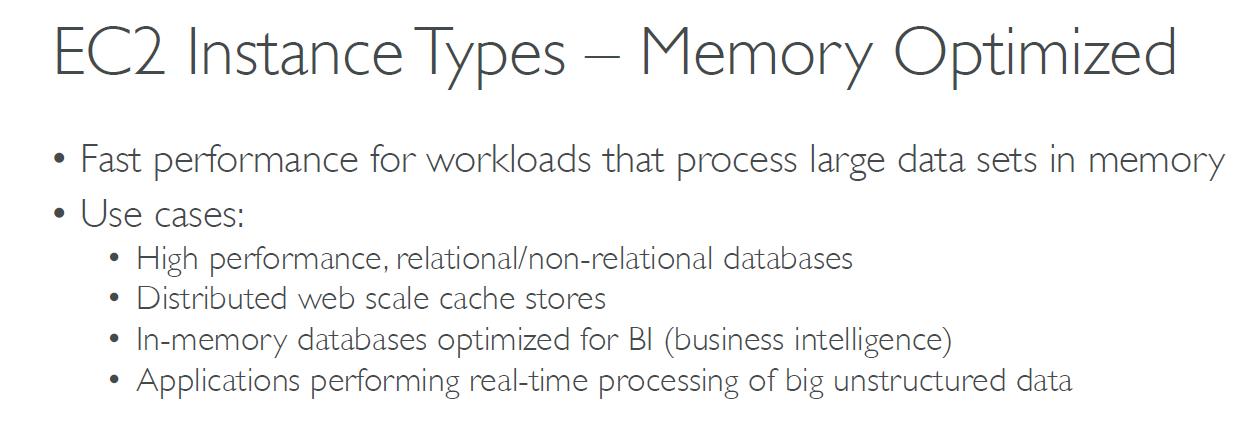 EC2 Instance Types – Memory Optimized
• Fast performance for workloads that process large data sets in memory
• Use cases:
• High performance, relational/non-relational databases
• Distributed web scale cache stores
• In-memory databases optimized for BI (business intelligence)
• Applications performing real-time processing of big unstructured data